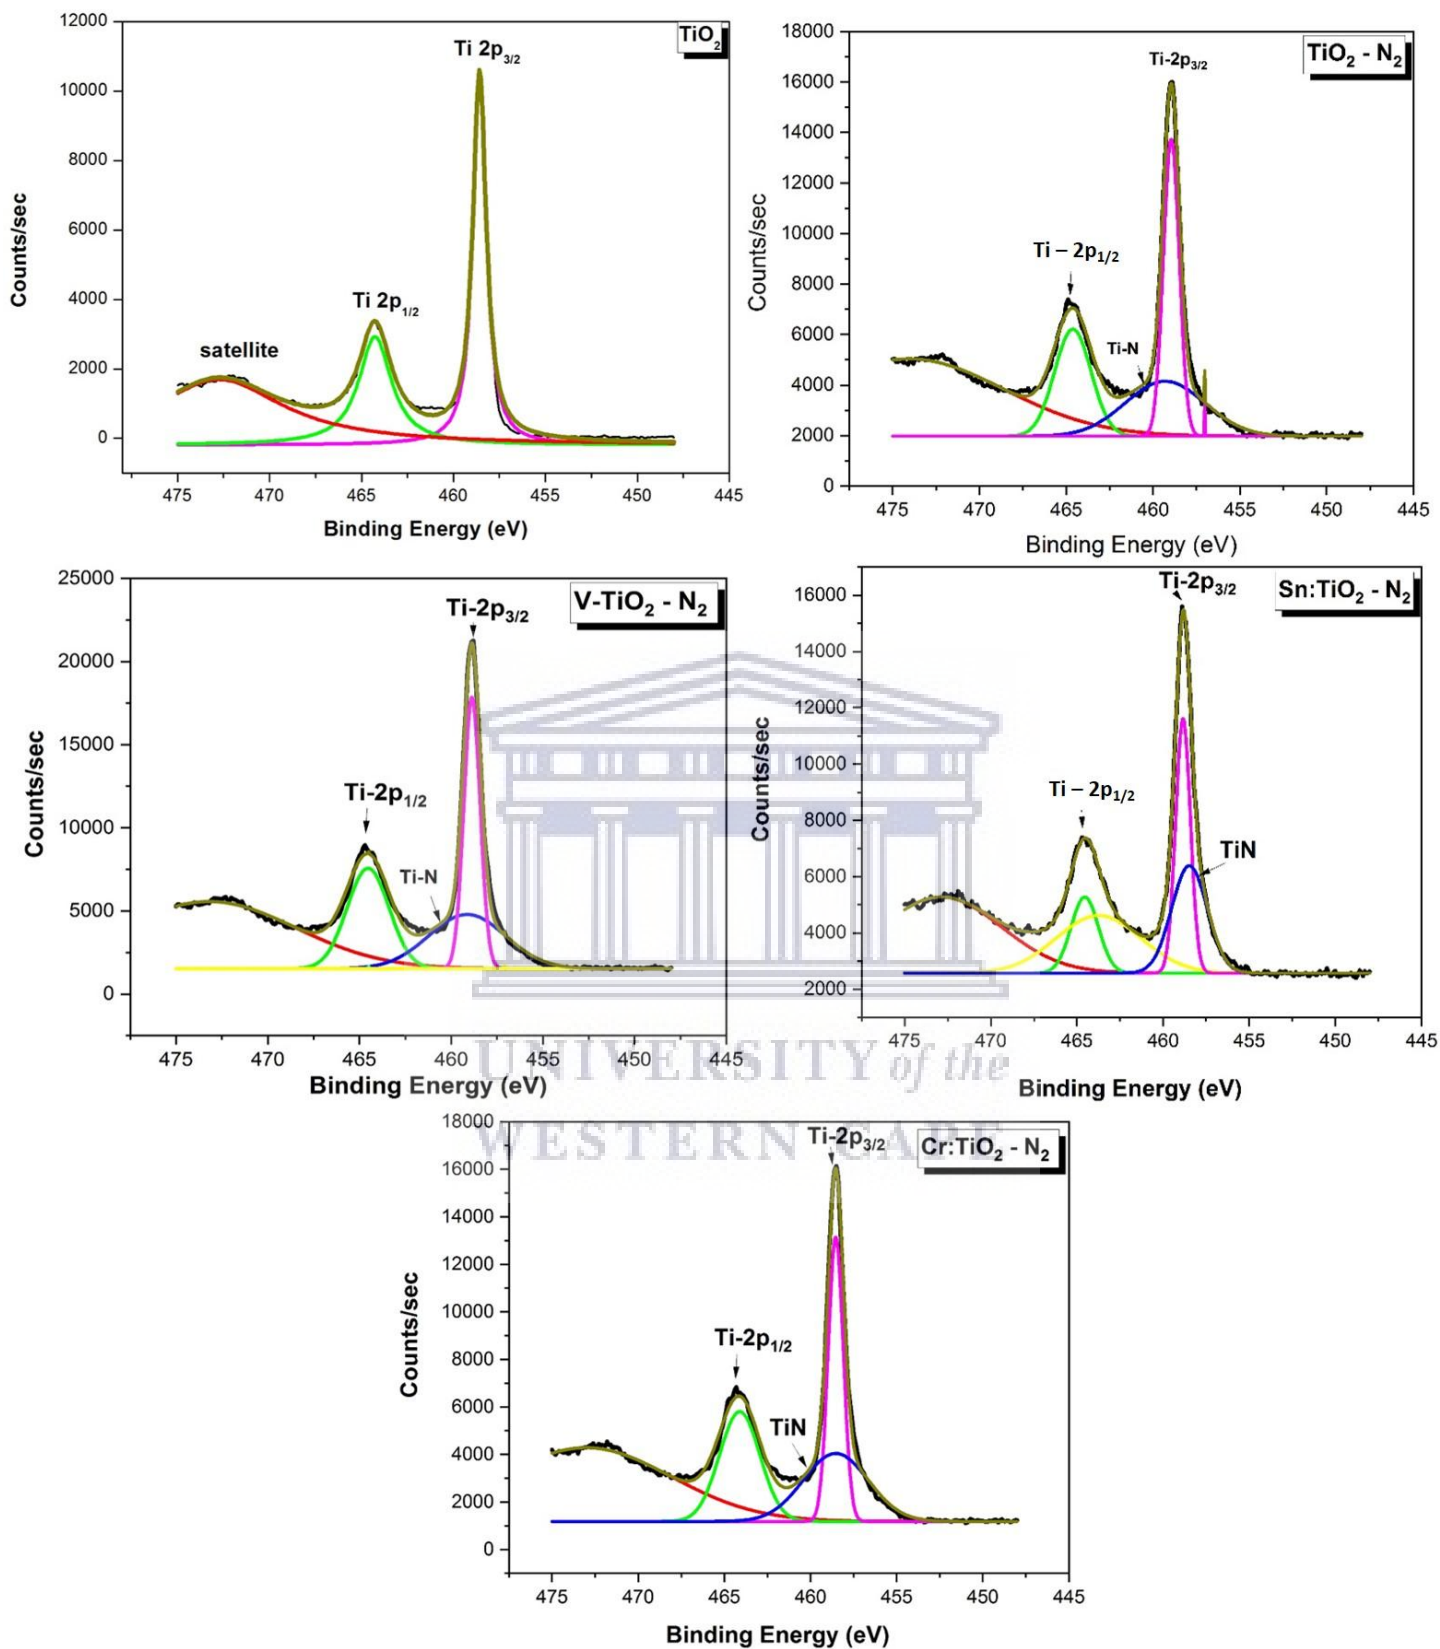 TiO₂
Ti 2p₃/₂
Ti 2p₁/₂
satellite
12000
10000
8000
6000
4000
2000
0
Counts/sec
475 470 465 460 455 450 445
Binding Energy (eV)
TiO₂ - N₂
Ti-2p₃/₂
Ti – 2p₁/₂
Ti-N
18000
16000
14000
12000
10000
8000
6000
4000
2000
0
Counts/sec
475 470 465 460 455 450 445
Binding Energy (eV)
V-TiO₂ - N₂
Ti-2p₃/₂
Ti-2p₁/₂
Ti-N
25000
20000
15000
10000
5000
0
Counts/sec
475 470 465 460 455 450 445
Binding Energy (eV)
Sn:TiO₂ - N₂
Ti-2p₃/₂
Ti – 2p₁/₂
TiN
16000
14000
12000
10000
8000
6000
4000
2000
Counts/sec
475 470 465 460 455 450 445
Binding Energy (eV)
UNIVERSITY of the
WESTERN CAPE
Cr:TiO₂ - N₂
Ti-2p₃/₂
Ti-2p₁/₂
TiN
18000
16000
14000
12000
10000
8000
6000
4000
2000
0
Counts/sec
475 470 465 460 455 450 445
Binding Energy (eV)